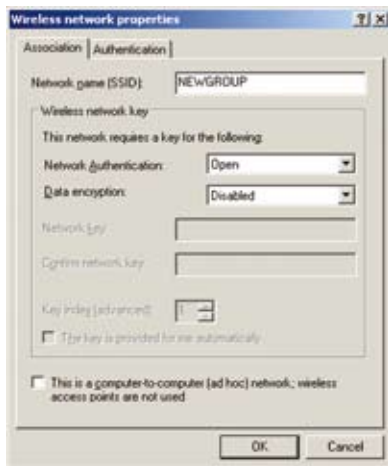 Wireless network properties
Association Authentication
Network name (SSID): NEWGROUP
Wireless network key
This network requires a key for the following:
Network Authentication: Open
Data encryption: Disabled
Network key
Confirm network key
Key index (advanced): 1
The key is provided for me automatically
This is a computer-to-computer (ad hoc) network; wireless
access points are not used
OK Cancel